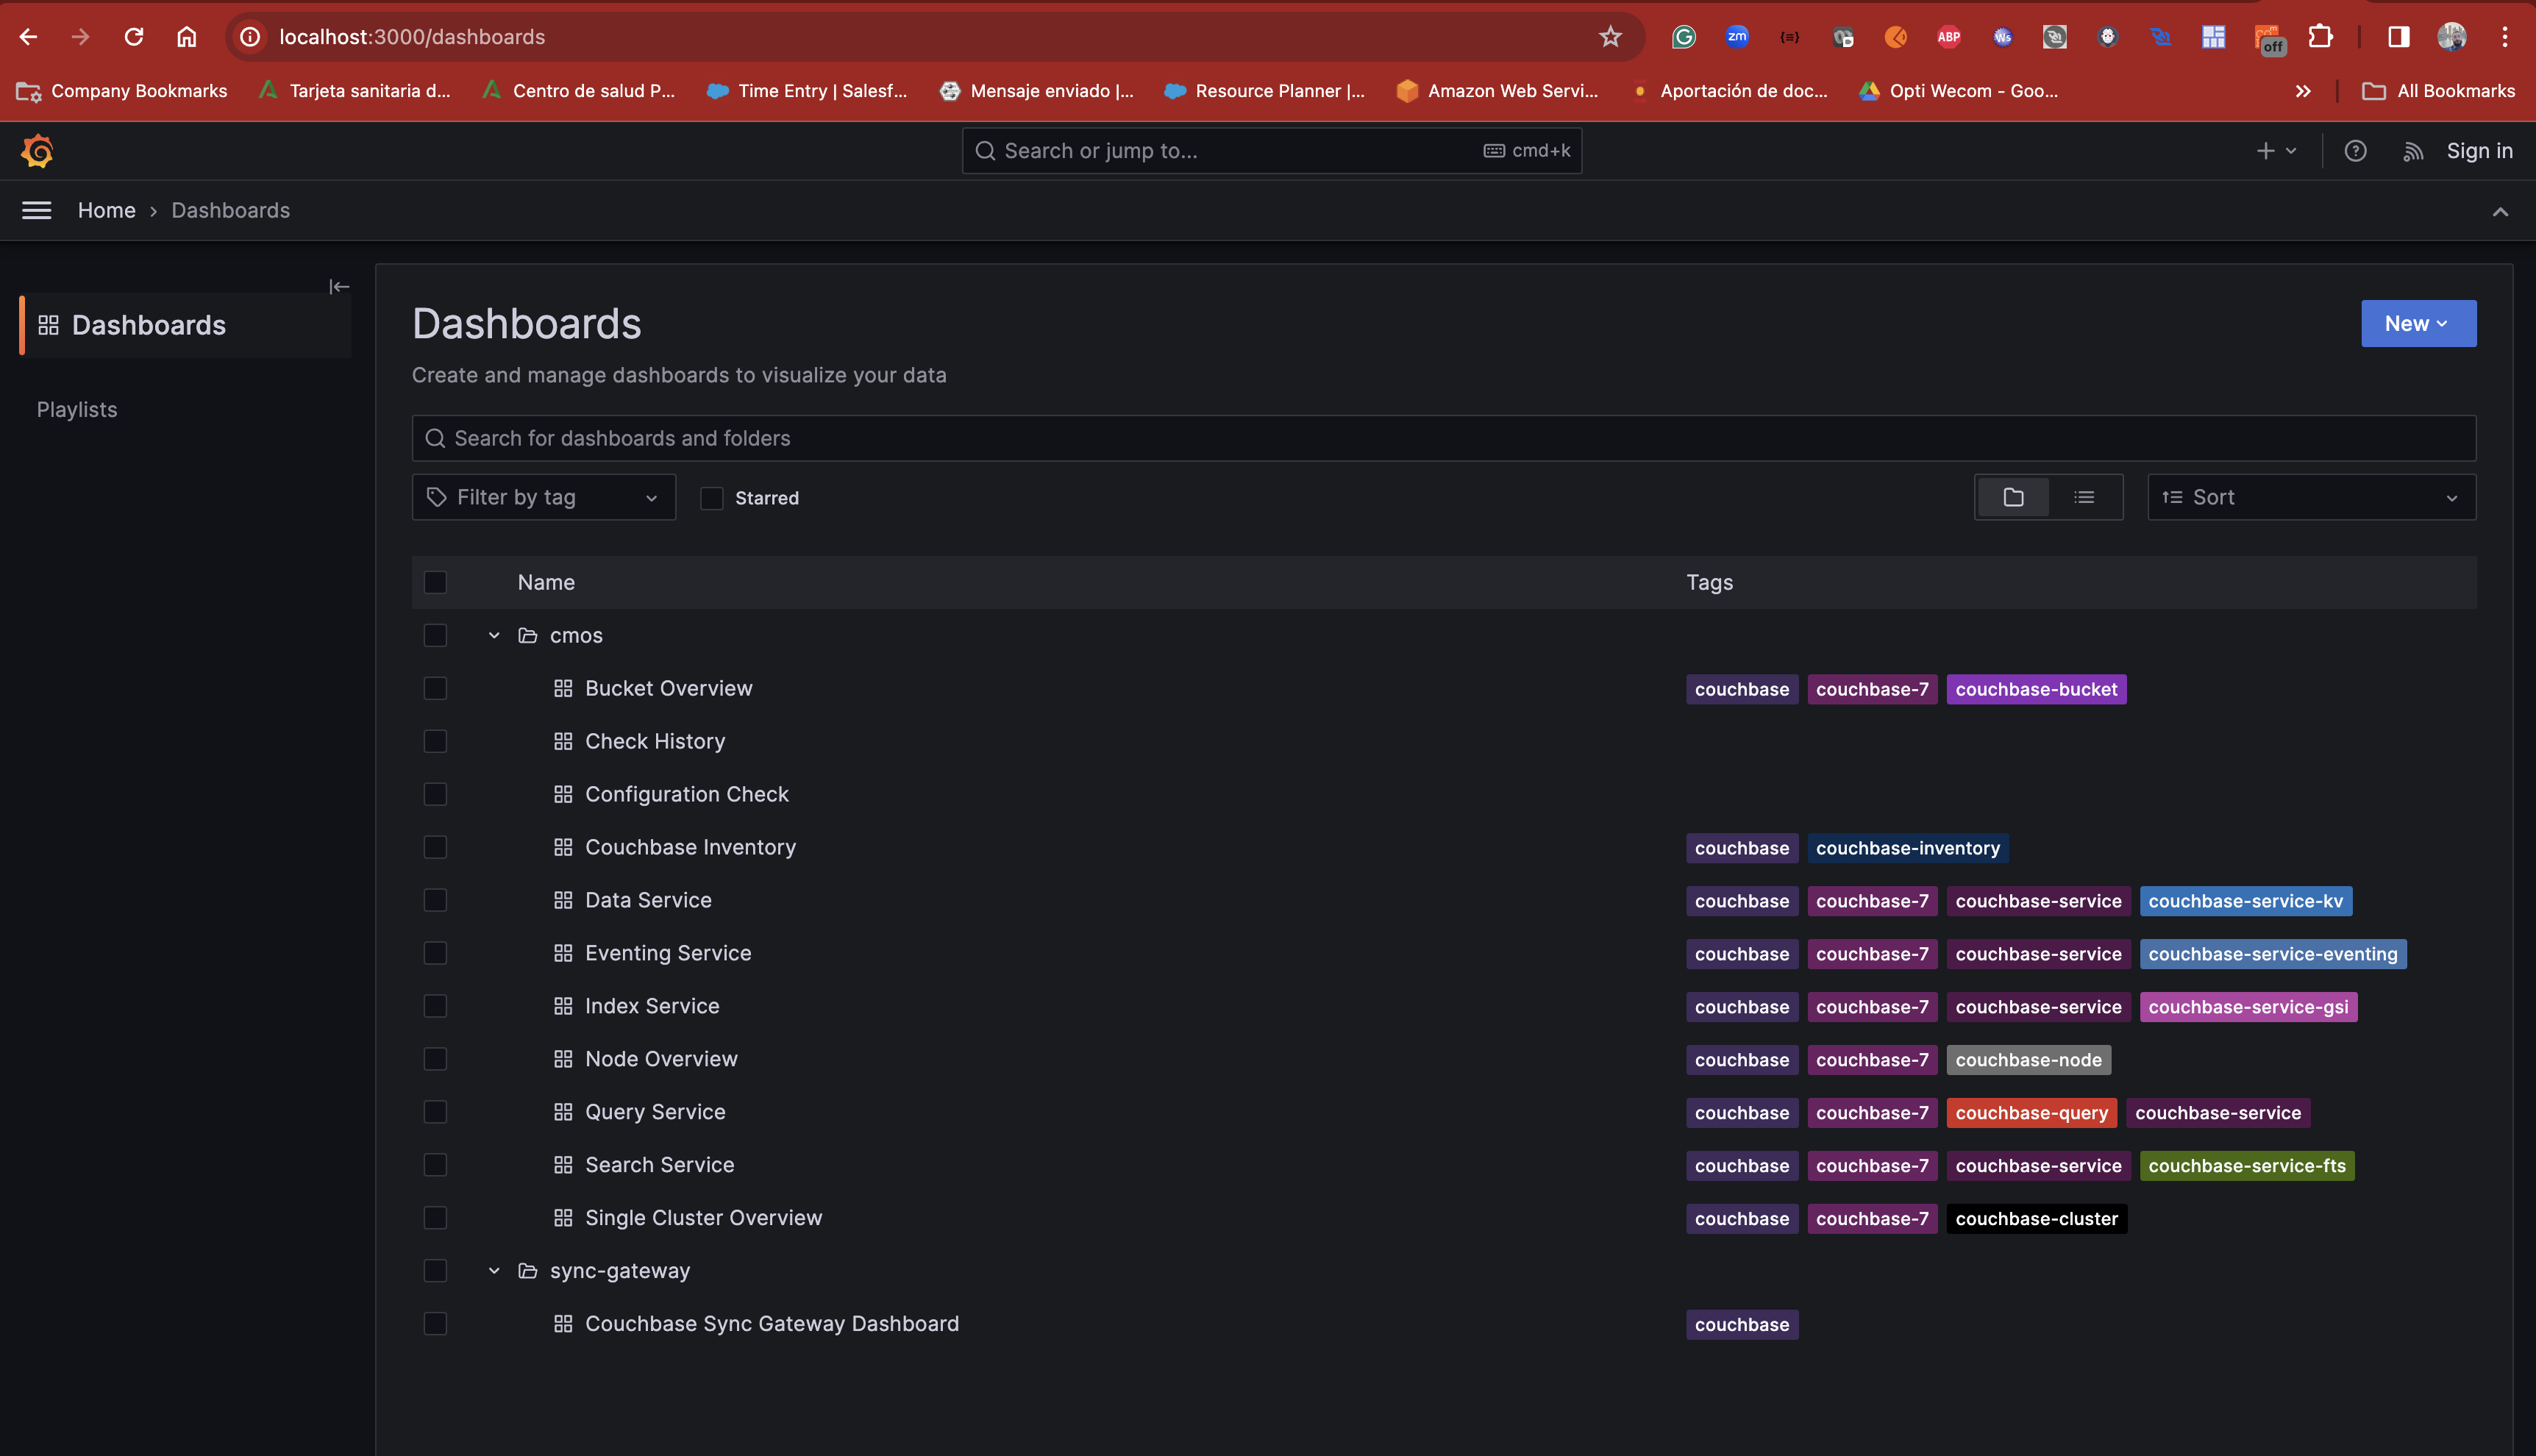 localhost:3000/dashboards
zm
ABP
Ws
off
Company Bookmarks
Tarjeta sanitaria d...
Centro de salud P...
Time Entry | Salesf...
Mensaje enviado |...
Resource Planner |...
Amazon Web Servi...
Aportación de doc...
Opti Wecom - Goo...
All Bookmarks
Search or jump to...
cmd+k
Sign in
Home
Dashboards
Dashboards
Playlists
Dashboards
New
Create and manage dashboards to visualize your data
Search for dashboards and folders
Filter by tag
Starred
Sort
Name Tags
cmos
Bucket Overview couchbase couchbase-7 couchbase-bucket
Check History
Configuration Check
Couchbase Inventory couchbase couchbase-inventory
Data Service couchbase couchbase-7 couchbase-service couchbase-service-kv
Eventing Service couchbase couchbase-7 couchbase-service couchbase-service-eventing
Index Service couchbase couchbase-7 couchbase-service couchbase-service-gsi
Node Overview couchbase couchbase-7 couchbase-node
Query Service couchbase couchbase-7 couchbase-query couchbase-service
Search Service couchbase couchbase-7 couchbase-service couchbase-service-fts
Single Cluster Overview couchbase couchbase-7 couchbase-cluster
sync-gateway
Couchbase Sync Gateway Dashboard couchbase